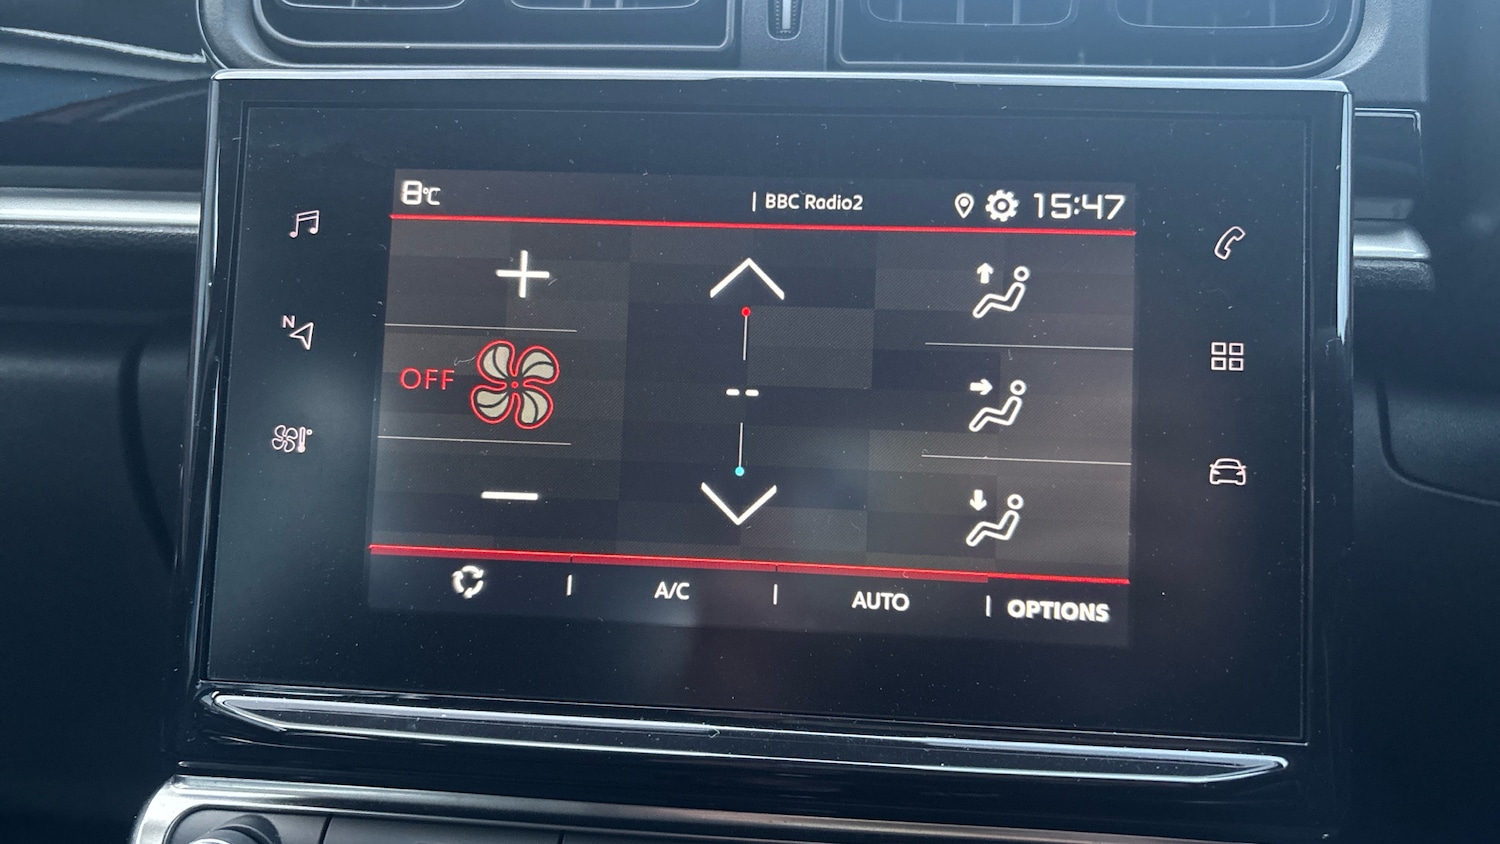 8°C
| BBC Radio2
15:47
N
OFF
--
A/C
AUTO
OPTIONS